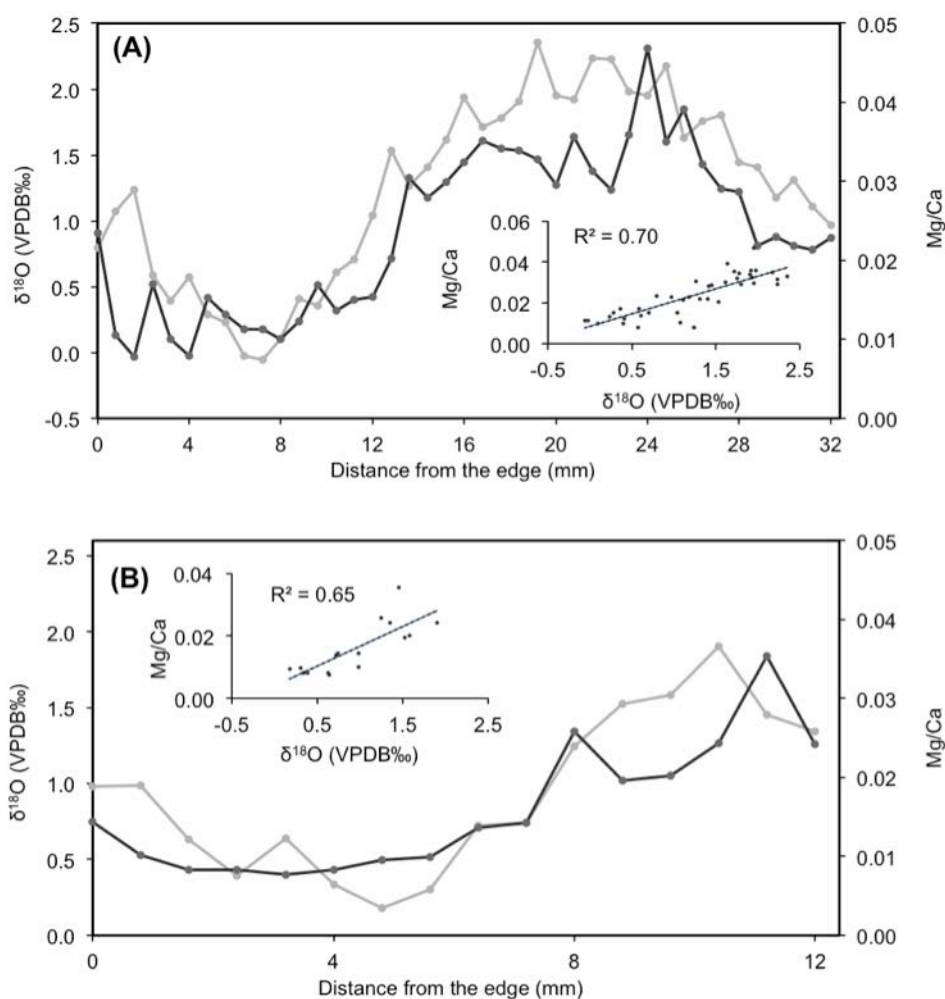 (A)
2.5
2.0
1.5
1.0
0.5
0.0
-0.5
δ¹⁸O (VPDB‰)
0.05
0.04
0.03
0.02
0.01
0.00
Mg/Ca
0 4 8 12 16 20 24 28 32
Distance from the edge (mm)
R² = 0.70
0.06
0.04
0.02
0.00
Mg/Ca
-0.5 0.5 1.5 2.5
δ¹⁸O (VPDB‰)
(B)
2.5
2.0
1.5
1.0
0.5
0.0
δ¹⁸O (VPDB‰)
0.05
0.04
0.03
0.02
0.01
0.00
Mg/Ca
0 4 8 12
Distance from the edge (mm)
R² = 0.65
0.04
0.02
0.00
Mg/Ca
-0.5 0.5 1.5 2.5
δ¹⁸O (VPDB‰)